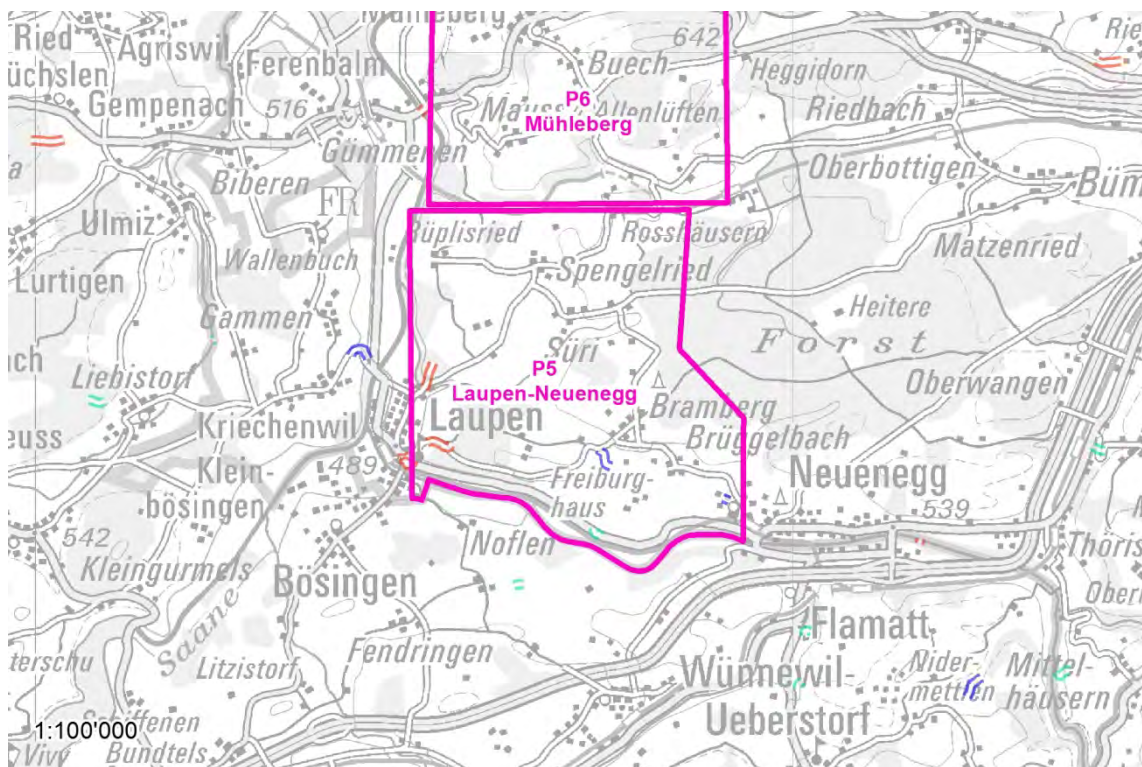 Mühleberg
642
Ried
Agriswil
Buech
Ferenbalm
Heggidorn
Gempenach
516
Mauss
P6
Allenlüften
Riedbach
Mühleberg
Gümmenen
Oberbottigen
Biberen
FR
Ulmiz
Rosshäusern
Wallenbuch
Spengelried
Matzenried
Lurtigen
Heitere
Gammen
Süri
Forst
P5
Liebistorf
Laupen-Neuenegg
Oberwangen
Laupen
Bramberg
Kriechenwil
Brüggelbach
489
Klein-
bösingen
Freiburg-
haus
Neuenegg
539
542
Noflen
Kleingurmels
Bösingen
Saane
Flamatt
Fendringen
Litzistorf
Wünnewil-
Nider-
mettlen
Mittel-
häusern
Ueberstorf
1:100'000
Bundtels
Vivy